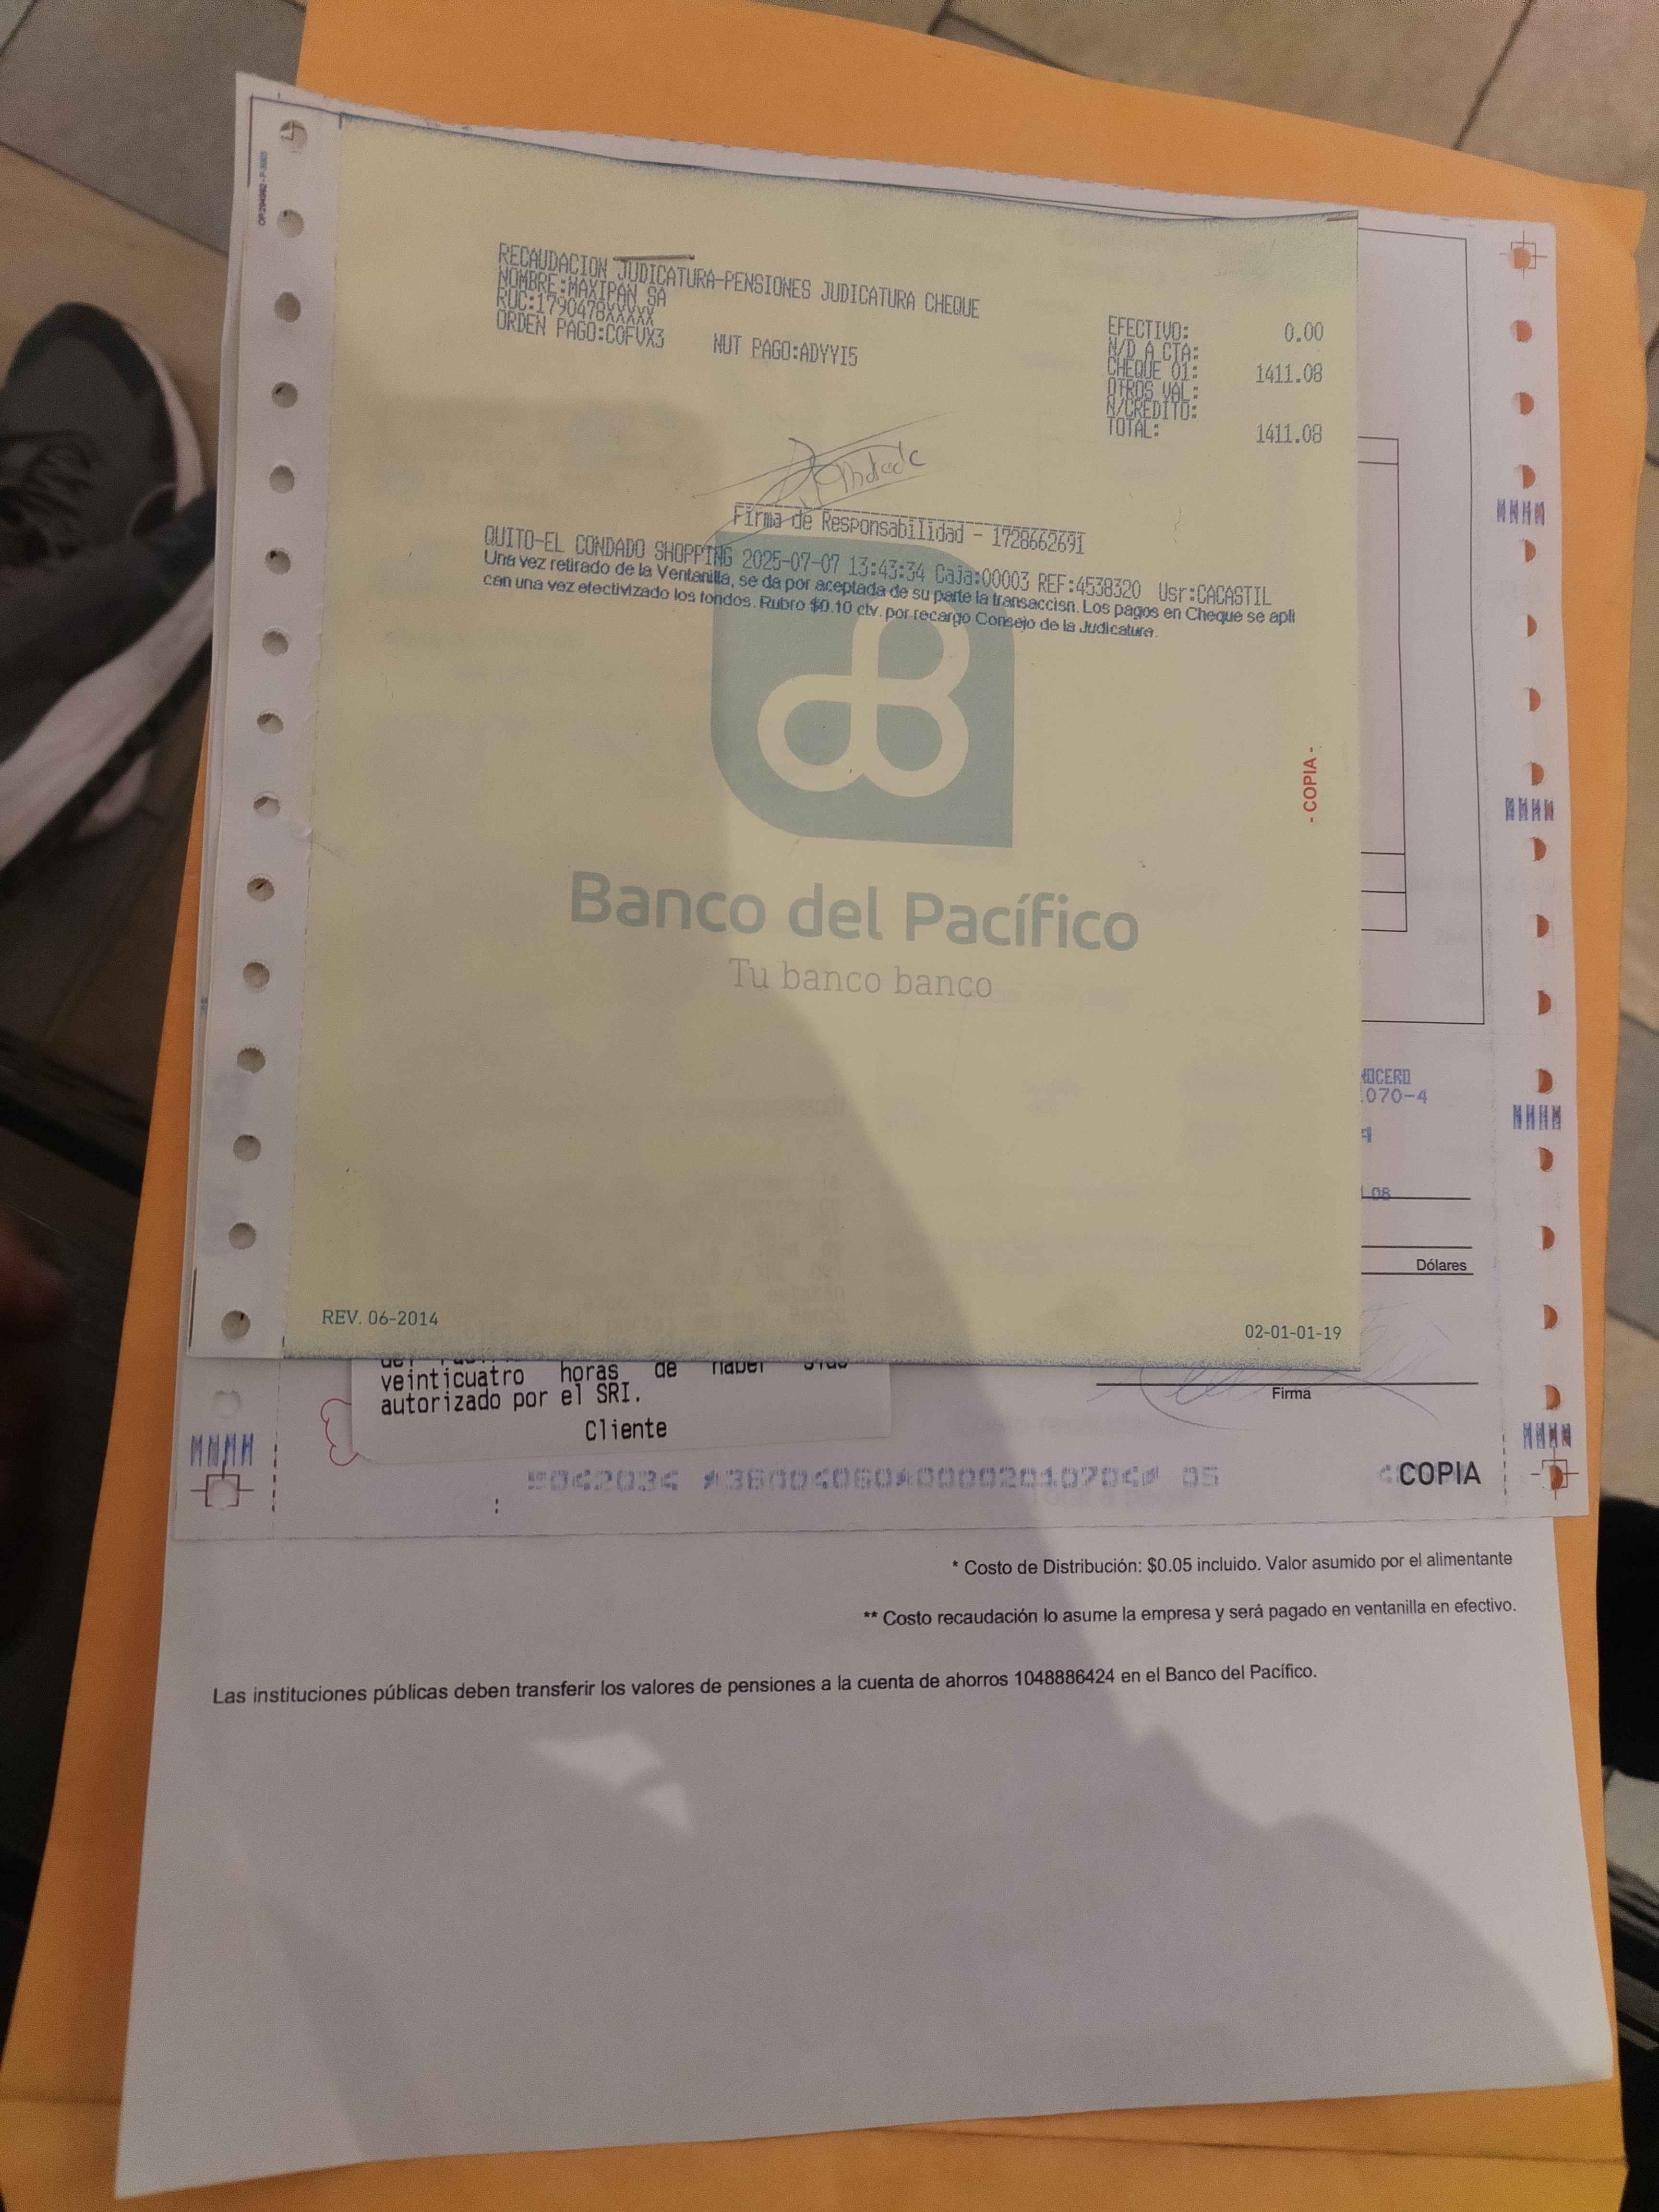 RECAUDACION JUDICATURA-PENSIONES JUDICATURA CHEQUE
NOMBRE:MAXIPAN SA
RUC:1790478XXXXX
ORDEN PAGO:COFVX3 NUT PAGO:ADYYI5
EFECTIVO: 0.00
N/D A CTA:
CHEQUE 01: 1411.08
OTROS VAL:
N/CREDITO:
TOTAL: 1411.08
Firma de Responsabilidad - 1728662691
QUITO-EL CONDADO SHOPPING 2025-07-07 13:43:34 Caja:00003 REF:4538320 Usr:CACASTIL
Una vez retirado de la Ventanilla, se da por aceptada de su parte la transaccisn. Los pagos en Cheque se apli
can una vez efectivizado los fondos. Rubro $0.10 ctv. por recargo Consejo de la Judicatura.
- COPIA -
Banco del Pacífico
Tu banco banco
REV. 06-2014
02-01-01-19
070-4
Dólares
veinticuatro horas de haber
autorizado por el SRI.
Cliente
Firma
COPIA
* Costo de Distribución: $0.05 incluido. Valor asumido por el alimentante
** Costo recaudación lo asume la empresa y será pagado en ventanilla en efectivo.
Las instituciones públicas deben transferir los valores de pensiones a la cuenta de ahorros 1048886424 en el Banco del Pacífico.